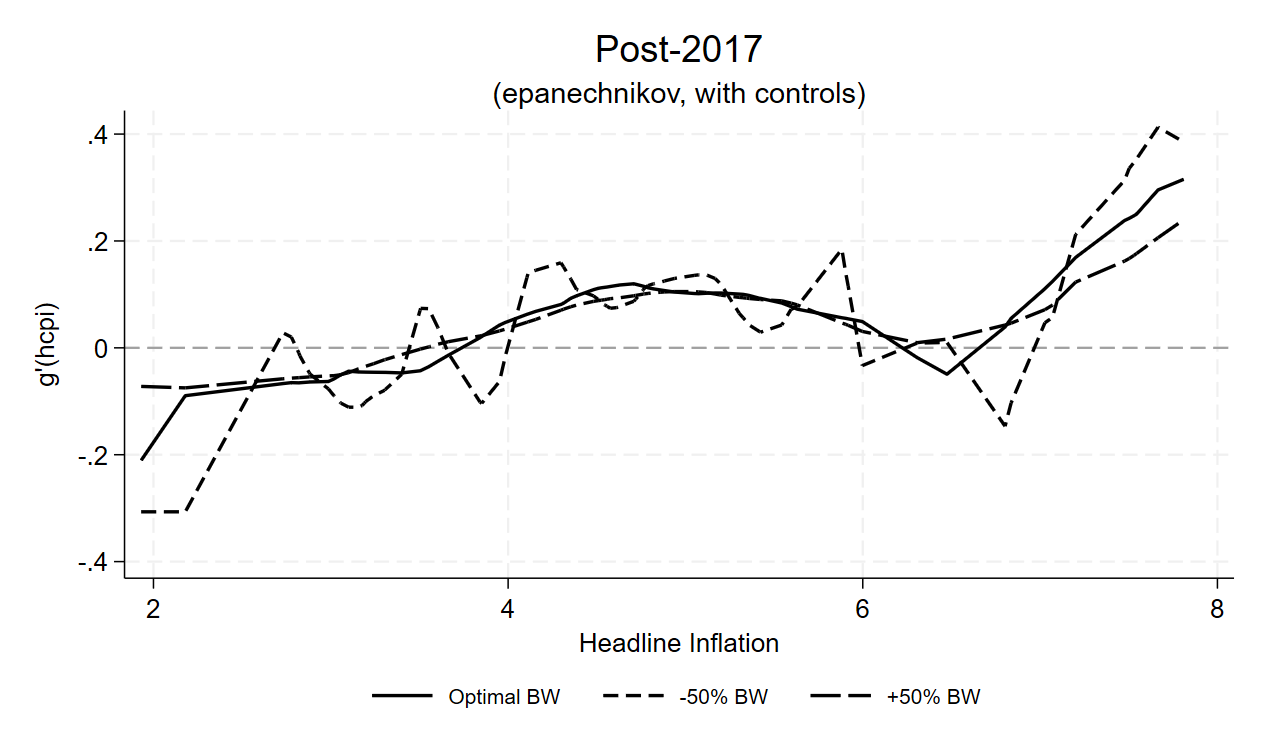 Post-2017
(epanechnikov, with controls)
.4
.2
0
-.2
-.4
g'(hcpi)
2 4 6 8
Headline Inflation
Optimal BW -50% BW +50% BW